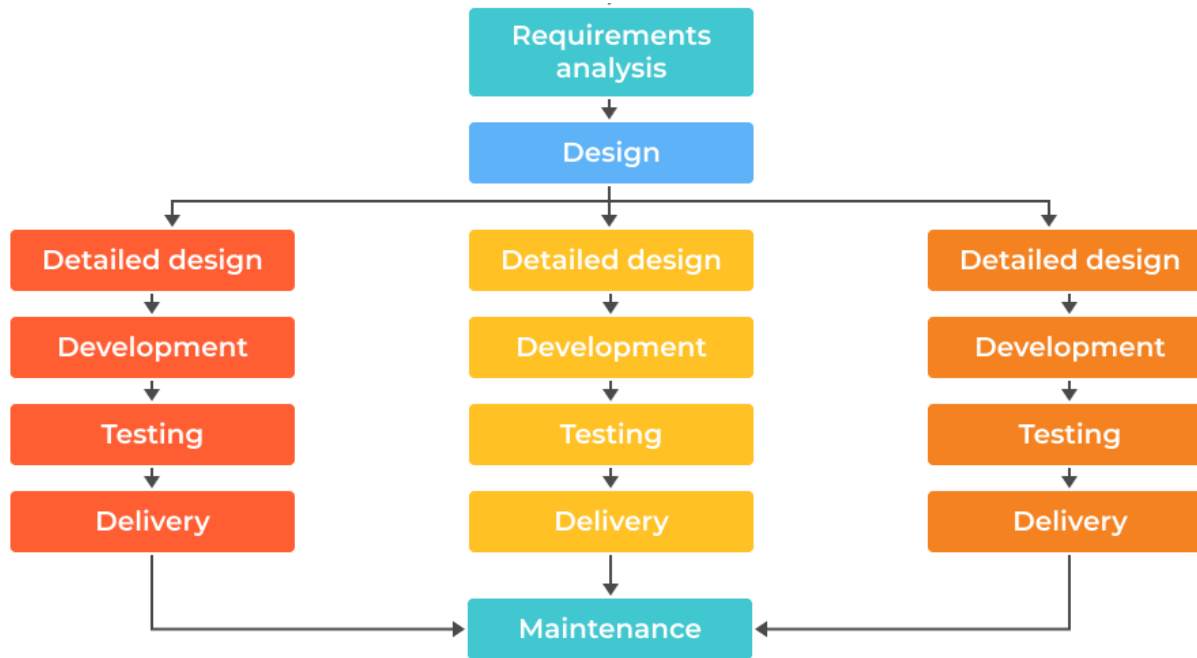 Requirements
analysis
Design
Detailed design
Detailed design
Detailed design
Development
Development
Development
Testing
Testing
Testing
Delivery
Delivery
Delivery
Maintenance